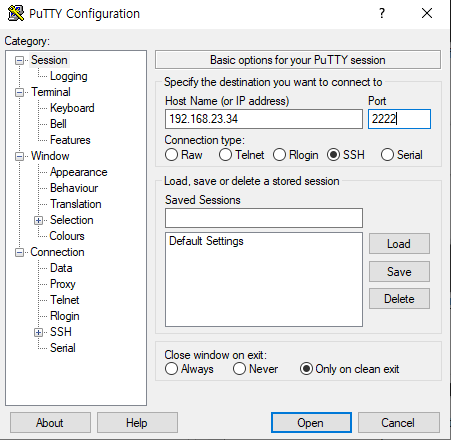 PuTTY Configuration
Category:
Session
Logging
Terminal
Keyboard
Bell
Features
Window
Appearance
Behaviour
Translation
Selection
Colours
Connection
Data
Proxy
Telnet
Rlogin
SSH
Serial
Basic options for your PuTTY session
Specify the destination you want to connect to
Host Name (or IP address) Port
192.168.23.34 2222
Connection type:
Raw Telnet Rlogin SSH Serial
Load, save or delete a stored session
Saved Sessions
Default Settings
Load
Save
Delete
Close window on exit:
Always Never Only on clean exit
About Help Open Cancel